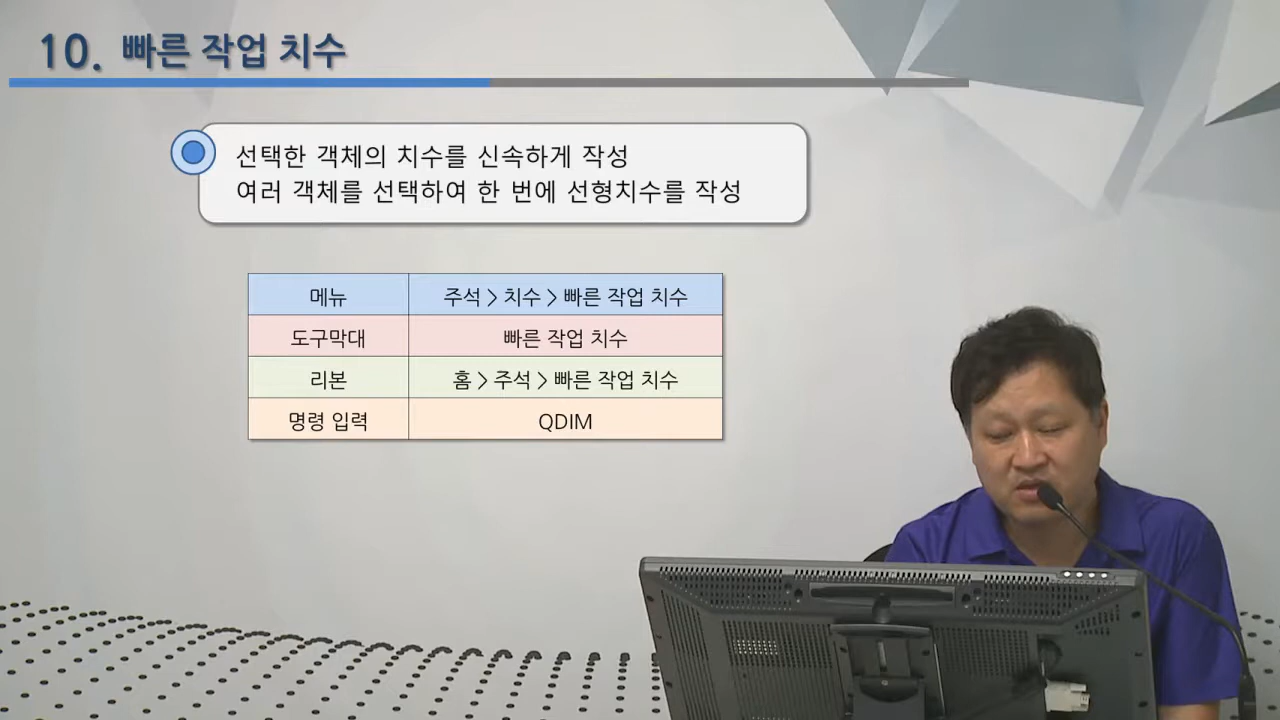 10. 빠른 작업 치수
선택한 객체의 치수를 신속하게 작성
여러 객체를 선택하여 한 번에 선형치수를 작성
메뉴 주석 > 치수 > 빠른 작업 치수
도구막대 빠른 작업 치수
리본 홈 > 주석 > 빠른 작업 치수
명령 입력 QDIM